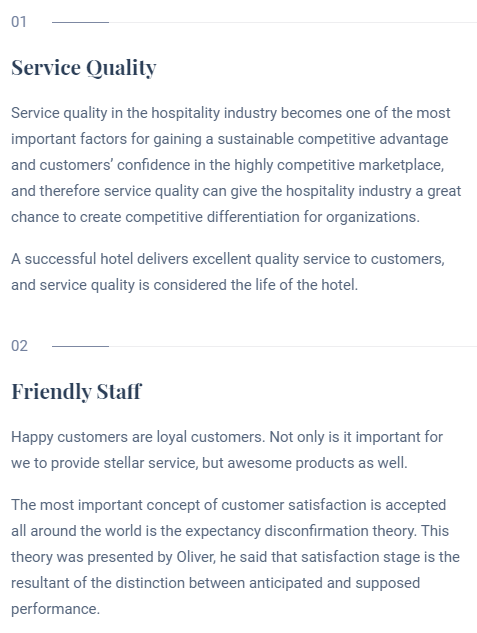 01
Service Quality
Service quality in the hospitality industry becomes one of the most
important factors for gaining a sustainable competitive advantage
and customers’ confidence in the highly competitive marketplace,
and therefore service quality can give the hospitality industry a great
chance to create competitive differentiation for organizations.
A successful hotel delivers excellent quality service to customers,
and service quality is considered the life of the hotel.
02
Friendly Staff
Happy customers are loyal customers. Not only is it important for
we to provide stellar service, but awesome products as well.
The most important concept of customer satisfaction is accepted
all around the world is the expectancy disconfirmation theory. This
theory was presented by Oliver, he said that satisfaction stage is the
resultant of the distinction between anticipated and supposed
performance.